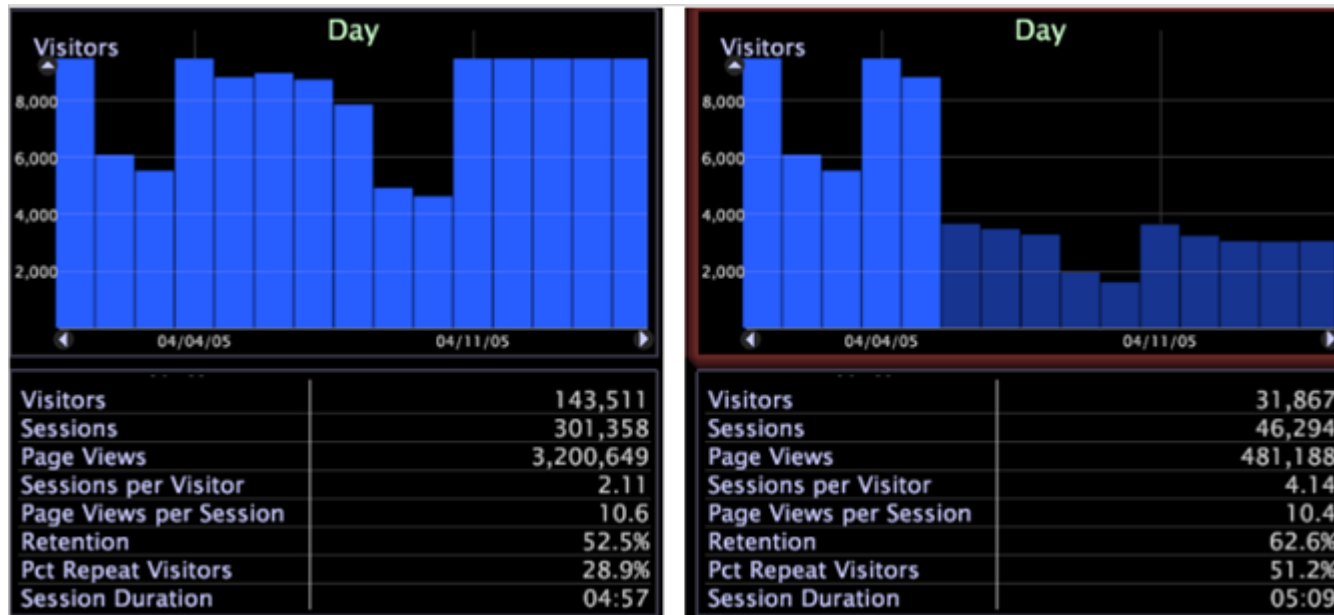 Day
Visitors
8,000
6,000
4,000
2,000
04/04/05 04/11/05
Visitors 143,511
Sessions 301,358
Page Views 3,200,649
Sessions per Visitor 2.11
Page Views per Session 10.6
Retention 52.5%
Pct Repeat Visitors 28.9%
Session Duration 04:57
Day
Visitors
8,000
6,000
4,000
2,000
04/04/05 04/11/05
Visitors 31,867
Sessions 46,294
Page Views 481,188
Sessions per Visitor 4.14
Page Views per Session 10.4
Retention 62.6%
Pct Repeat Visitors 51.2%
Session Duration 05:09